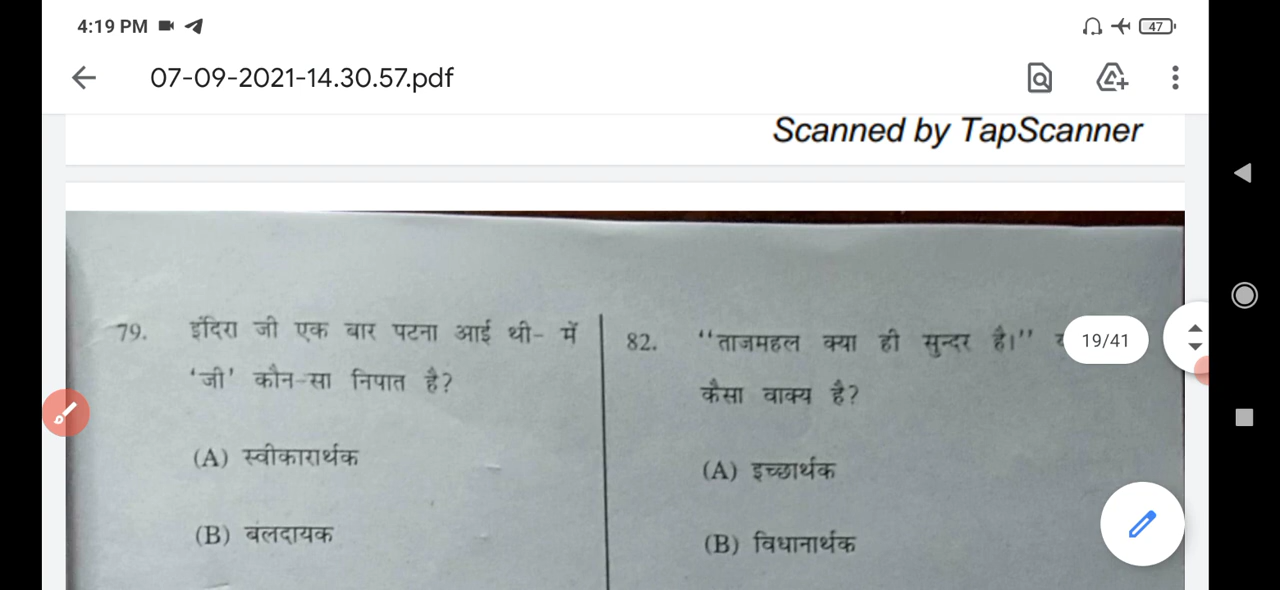 4:19 PM
47
07-09-2021-14.30.57.pdf
Scanned by TapScanner
79. इंदिरा जी एक बार पटना आई थी- में
'जी' कौन-सा निपात है?
(A) स्वीकारार्थक
(B) बलदायक
82. "ताजमहल क्या ही सुन्दर है।"
19/41
कैसा वाक्य है?
(A) इच्छार्थक
(B) विधानार्थक